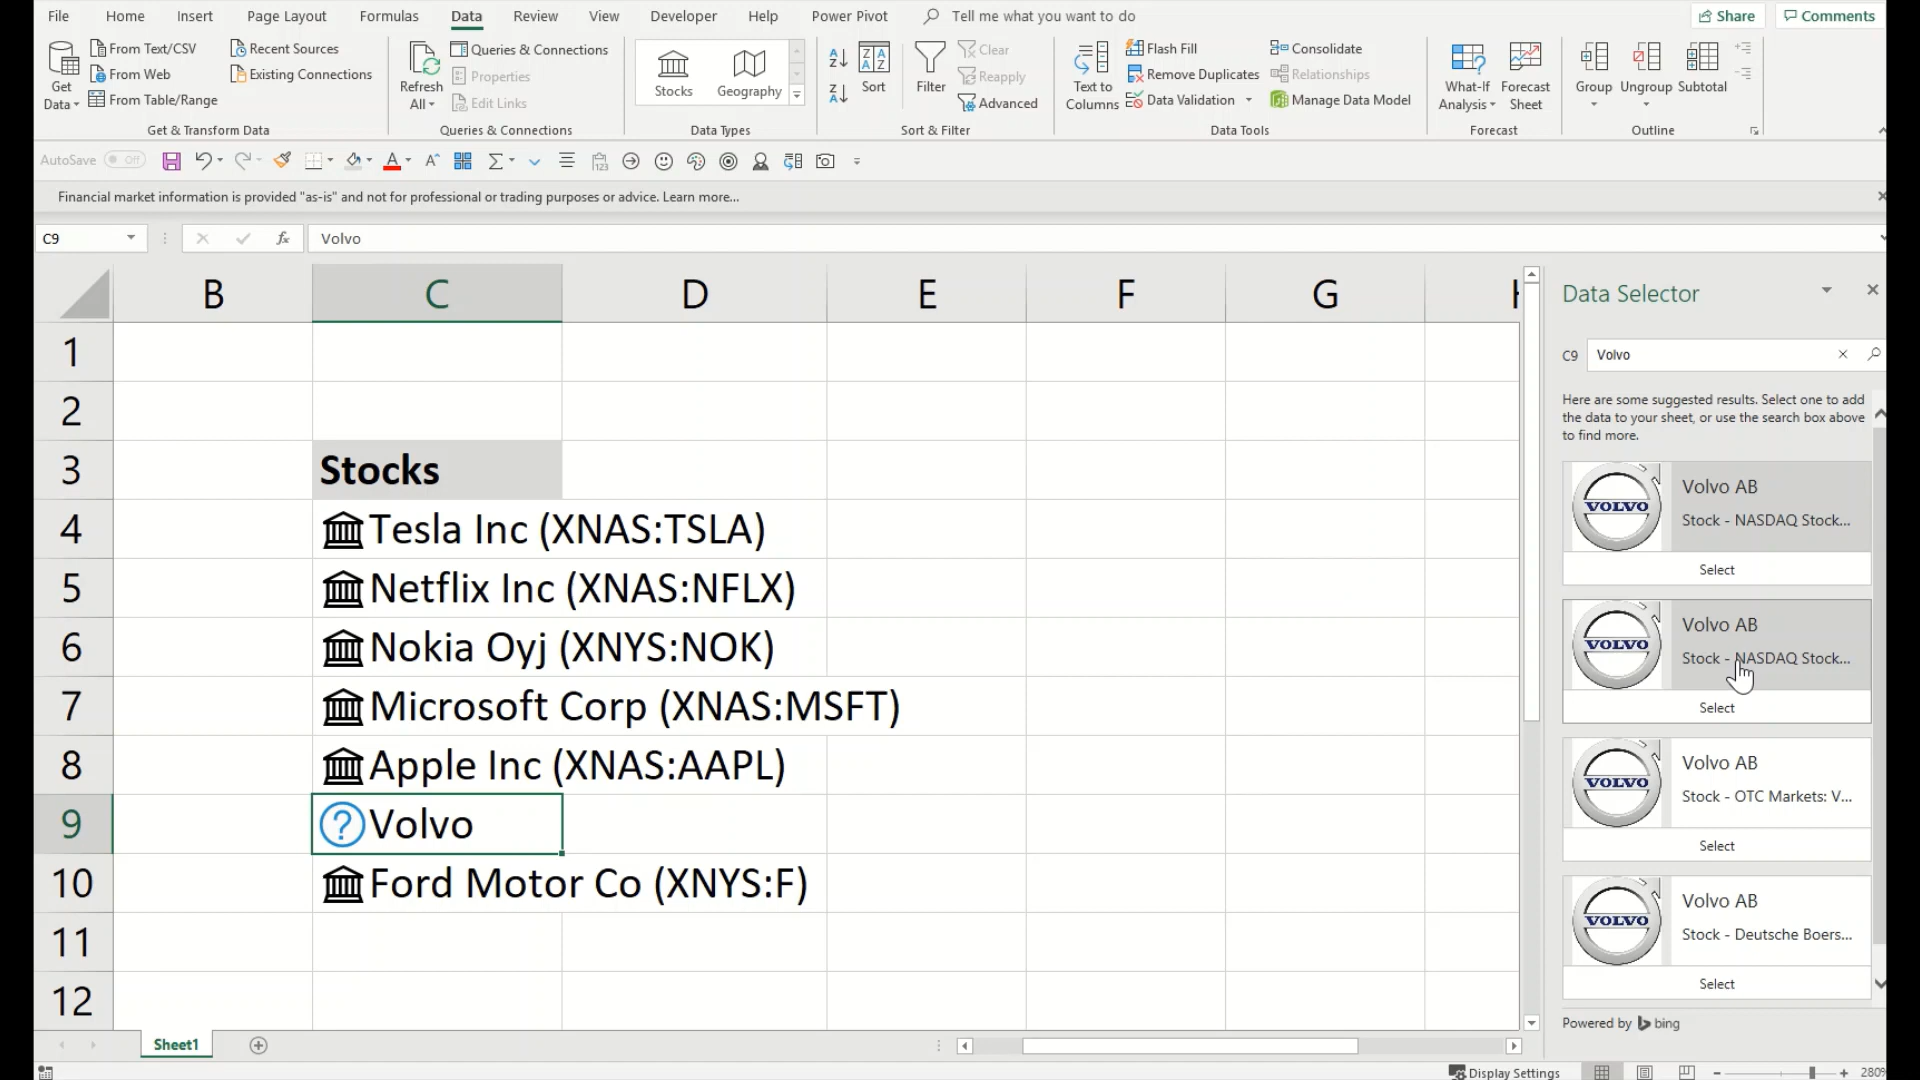 File Home Insert Page Layout Formulas Data Review View Developer Help Power Pivot Tell me what you want to do Share Comments
From Text/CSV Recent Sources Queries & Connections Flash Fill Consolidate
From Web Existing Connections Properties Clear Reapply Remove Duplicates Relationships
From Table/Range Edit Links Advanced Data Validation Manage Data Model
Get Data Refresh All Stocks Geography Sort Filter Text to Columns What-If Analysis Forecast Sheet Group Ungroup Subtotal
Get & Transform Data Queries & Connections Data Types Sort & Filter Data Tools Forecast Outline
AutoSave Off
Financial market information is provided "as-is" and not for professional or trading purposes or advice. Learn more...
C9 fx Volvo
B C D E F G
1
2
3 Stocks
4 Tesla Inc (XNAS:TSLA)
5 Netflix Inc (XNAS:NFLX)
6 Nokia Oyj (XNYS:NOK)
7 Microsoft Corp (XNAS:MSFT)
8 Apple Inc (XNAS:AAPL)
9 ? Volvo
10 Ford Motor Co (XNYS:F)
11
12
Data Selector
C9 Volvo
Here are some suggested results. Select one to add
the data to your sheet, or use the search box above
to find more.
VOLVO
Volvo AB
Stock - NASDAQ Stock...
Select
VOLVO
Volvo AB
Stock - NASDAQ Stock...
Select
VOLVO
Volvo AB
Stock - OTC Markets: V...
Select
VOLVO
Volvo AB
Stock - Deutsche Boers...
Select
Powered by bing
Sheet1
Display Settings